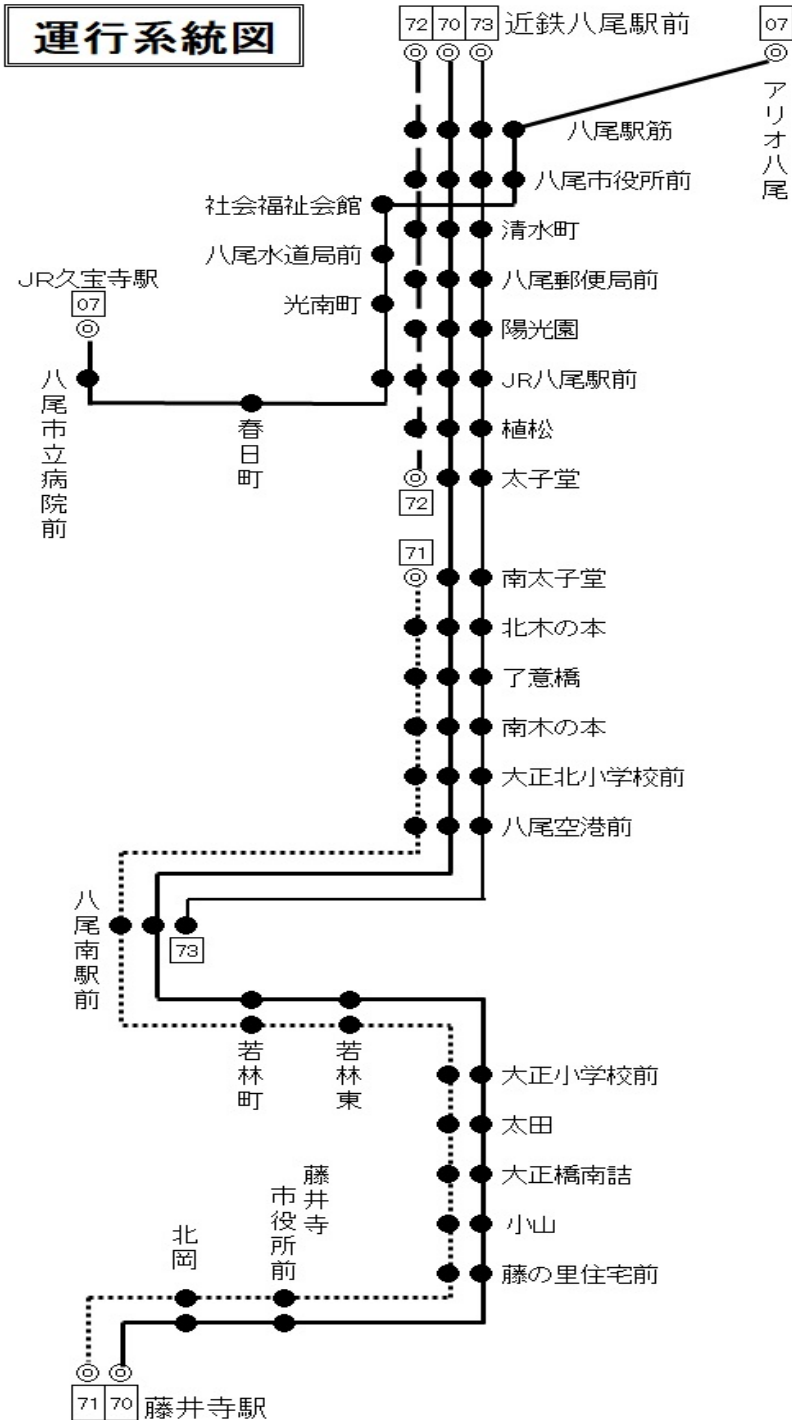 運行系統図
72 70 73 近鉄八尾駅前
07
アリオ八尾
八尾駅筋
八尾市役所前
社会福祉会館
清水町
八尾水道局前
八尾郵便局前
JR久宝寺駅
07
光南町
陽光園
八尾市立病院前
JR八尾駅前
春日町
植松
太子堂
72
71
南太子堂
北木の本
了意橋
南木の本
大正北小学校前
八尾空港前
八尾南駅前
73
若林町
若林東
大正小学校前
太田
大正橋南詰
小山
藤の里住宅前
藤井寺
市役所前
北岡
71 70 藤井寺駅